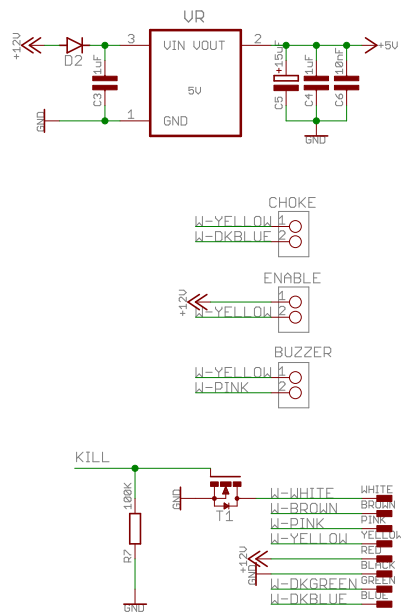 VR
+12V
3
VIN VOUT
2
+5V
D2
1uF
C3
5V
+15uF
C5
1uF
C4
10nF
C6
GND
1
GND
GND
CHOKE
W-YELLOW 1
W-DKBLUE 2
ENABLE
+12V
1
W-YELLOW 2
BUZZER
W-YELLOW 1
W-PINK 2
KILL
100K
R7
GND
GND
T1
W-WHITE WHITE
W-BROWN BROWN
W-PINK PINK
W-YELLOW YELLOW
+12V RED
GND BLACK
W-DKGREEN GREEN
W-DKBLUE BLUE